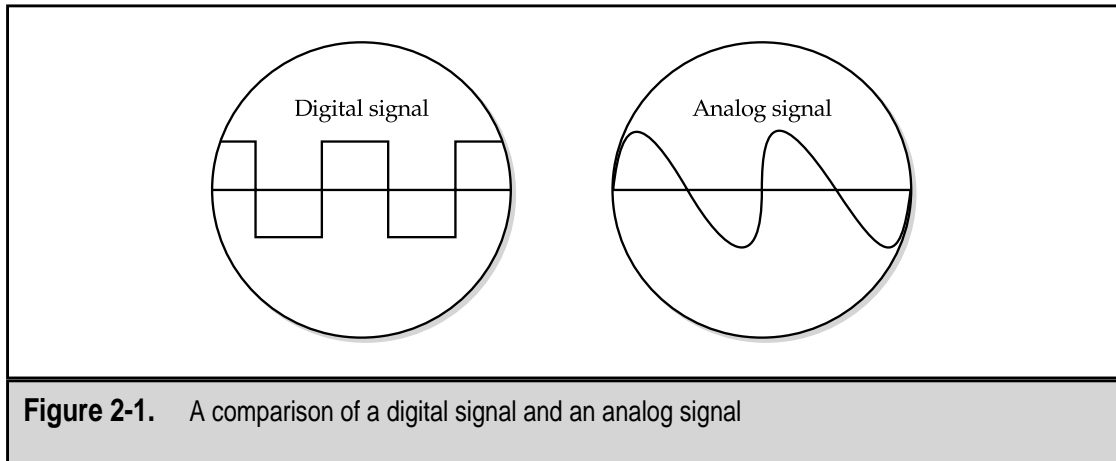 Digital signal
Analog signal
Figure 2-1. A comparison of a digital signal and an analog signal